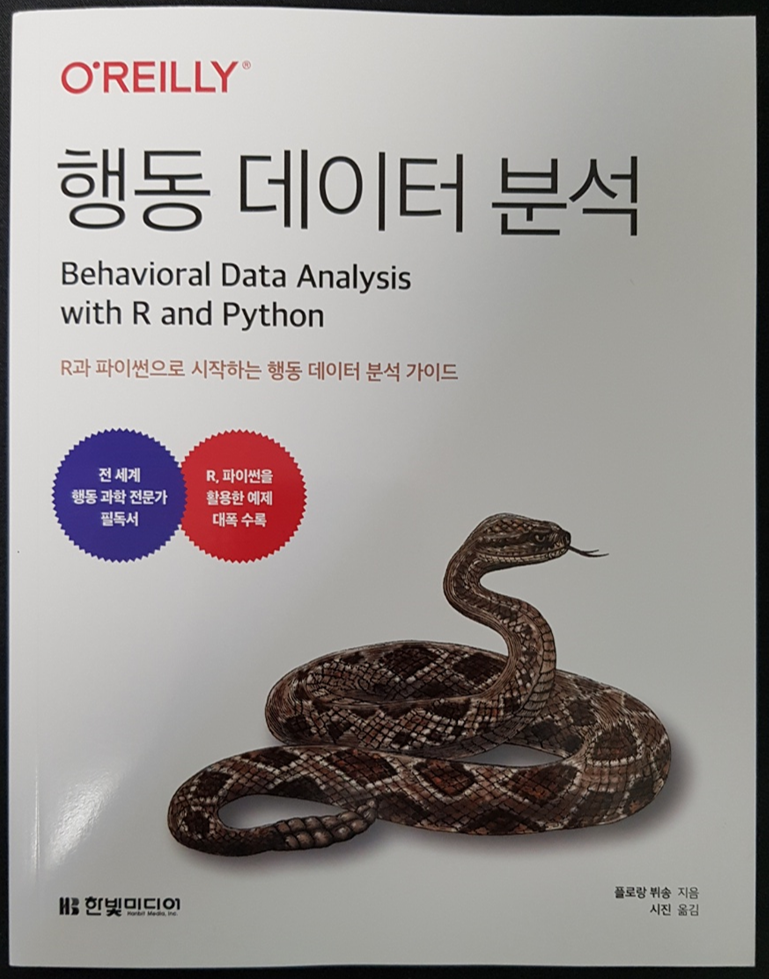 O'REILLY®
행동 데이터 분석
Behavioral Data Analysis
with R and Python
R과 파이썬으로 시작하는 행동 데이터 분석 가이드
전 세계
행동 과학 전문가
필독서
R, 파이썬을
활용한 예제
대폭 수록
플로랑 뷔송 지음
시진 옮김
HB 한빛미디어
Hanbit Media, Inc.